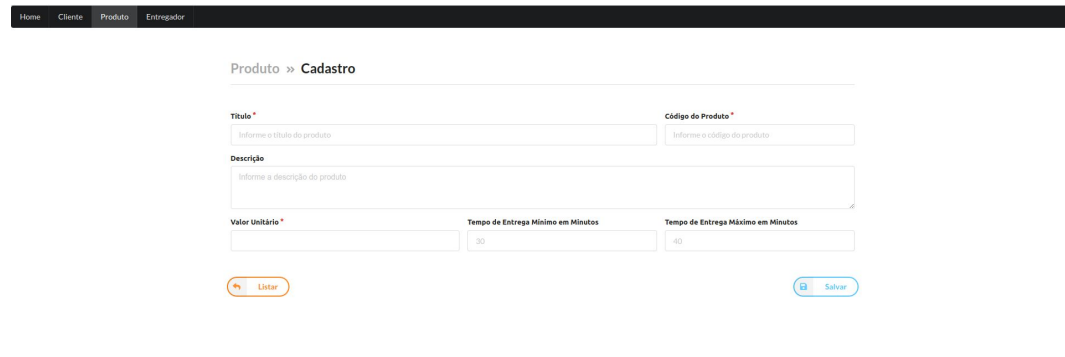 Home Cliente Produto Entregador
Produto » Cadastro
Título * Código do Produto *
Informe o título do produto Informe o código do produto
Descrição
Informe a descrição do produto
Valor Unitário * Tempo de Entrega Mínimo em Minutos Tempo de Entrega Máximo em Minutos
30 40
Listar Salvar